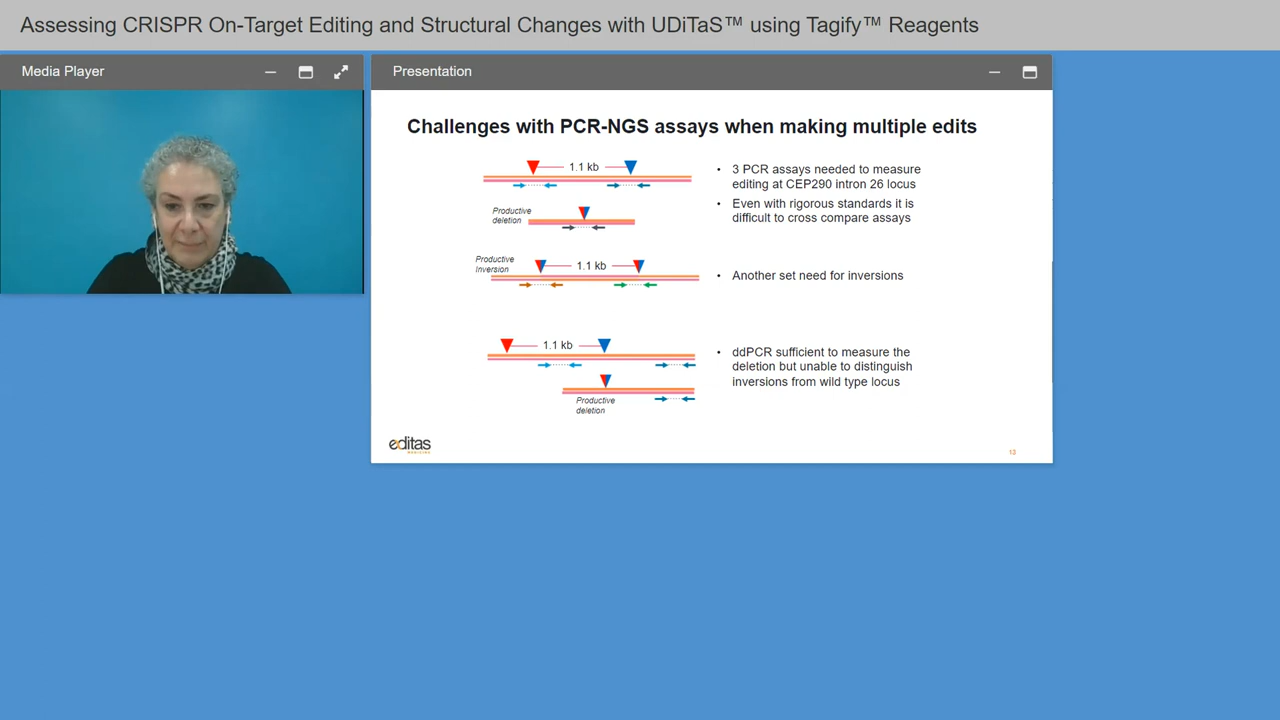 Assessing CRISPR On-Target Editing and Structural Changes with UDiTaS™ using Tagify™ Reagents
Media Player
Presentation
Challenges with PCR-NGS assays when making multiple edits
1.1 kb
Productive
deletion
• 3 PCR assays needed to measure
editing at CEP290 intron 26 locus
• Even with rigorous standards it is
difficult to cross compare assays
Productive
Inversion
1.1 kb
• Another set need for inversions
1.1 kb
Productive
deletion
• ddPCR sufficient to measure the
deletion but unable to distinguish
inversions from wild type locus
editas
MEDICINE
13